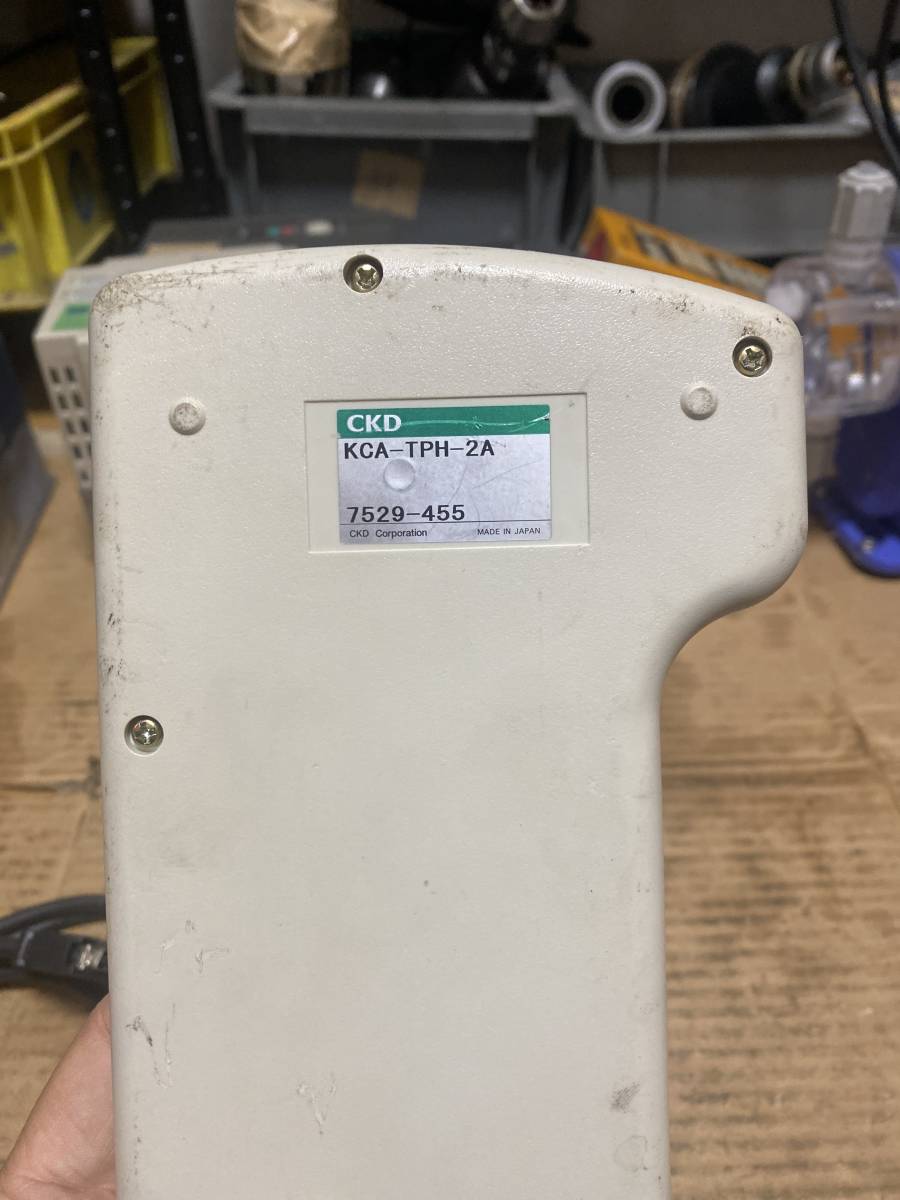 CKD
KCA-TPH-2A
7529-455
CKD Corporation MADE IN JAPAN